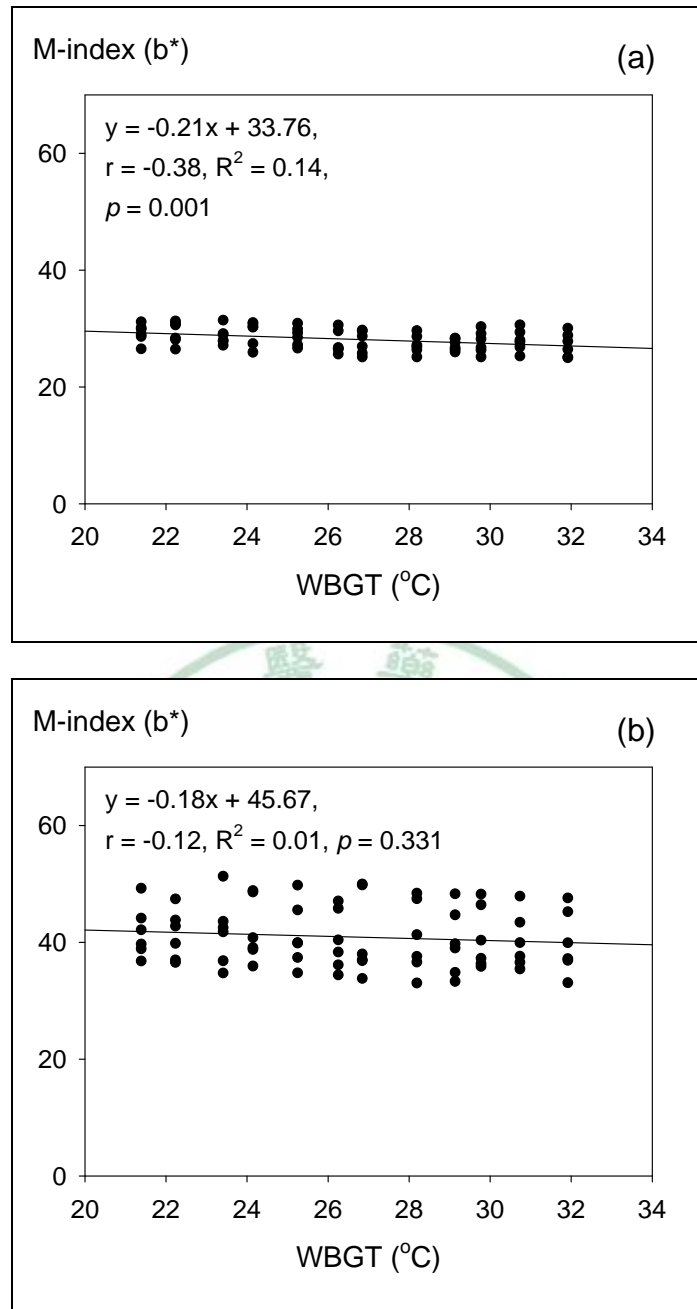 M-index (b*)
(a)
y = -0.21x + 33.76,
r = -0.38, R² = 0.14,
p = 0.001
60
40
20
0
20 22 24 26 28 30 32 34
WBGT (°C)
醫 藥
M-index (b*)
(b)
y = -0.18x + 45.67,
r = -0.12, R² = 0.01, p = 0.331
60
40
20
0
20 22 24 26 28 30 32 34
WBGT (°C)